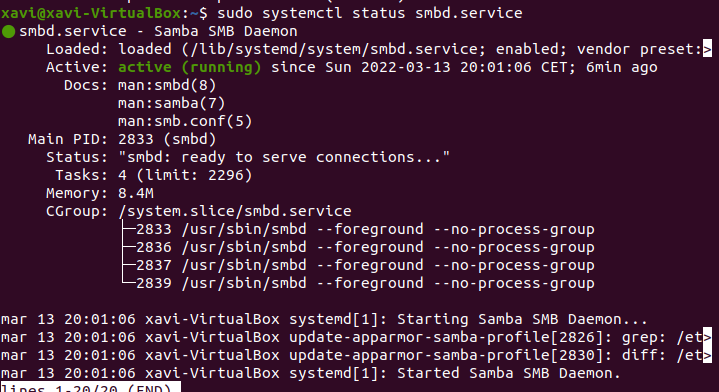 xavi@xavi-VirtualBox:~$ sudo systemctl status smbd.service
● smbd.service - Samba SMB Daemon
     Loaded: loaded (/lib/systemd/system/smbd.service; enabled; vendor preset:>
     Active: active (running) since Sun 2022-03-13 20:01:06 CET; 6min ago
       Docs: man:smbd(8)
             man:samba(7)
             man:smb.conf(5)
   Main PID: 2833 (smbd)
     Status: "smbd: ready to serve connections..."
      Tasks: 4 (limit: 2296)
     Memory: 8.4M
     CGroup: /system.slice/smbd.service
             ├─2833 /usr/sbin/smbd --foreground --no-process-group
             ├─2836 /usr/sbin/smbd --foreground --no-process-group
             ├─2837 /usr/sbin/smbd --foreground --no-process-group
             └─2839 /usr/sbin/smbd --foreground --no-process-group
mar 13 20:01:06 xavi-VirtualBox systemd[1]: Starting Samba SMB Daemon...
mar 13 20:01:06 xavi-VirtualBox update-apparmor-samba-profile[2826]: grep: /et>
mar 13 20:01:06 xavi-VirtualBox update-apparmor-samba-profile[2830]: diff: /et>
mar 13 20:01:06 xavi-VirtualBox systemd[1]: Started Samba SMB Daemon.
lines 1-20/20 (END)